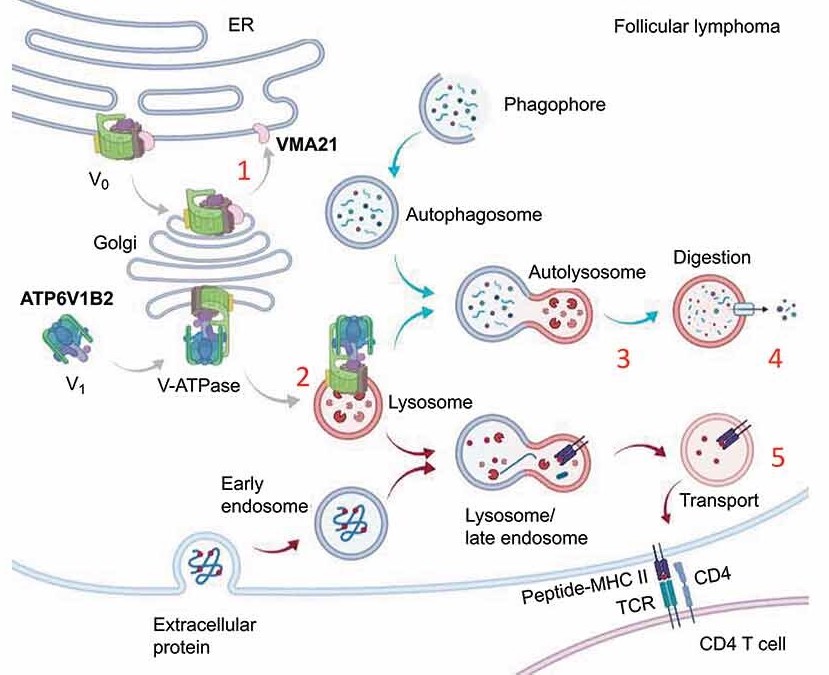 ER
Follicular lymphoma
Phagophore
VMA21
1
V0
Autophagosome
Golgi
Autolysosome
Digestion
ATP6V1B2
V1
V-ATPase
2
3
4
Lysosome
5
Early
endosome
Lysosome/
late endosome
Transport
Extracellular
protein
Peptide-MHC II
CD4
TCR
CD4 T cell